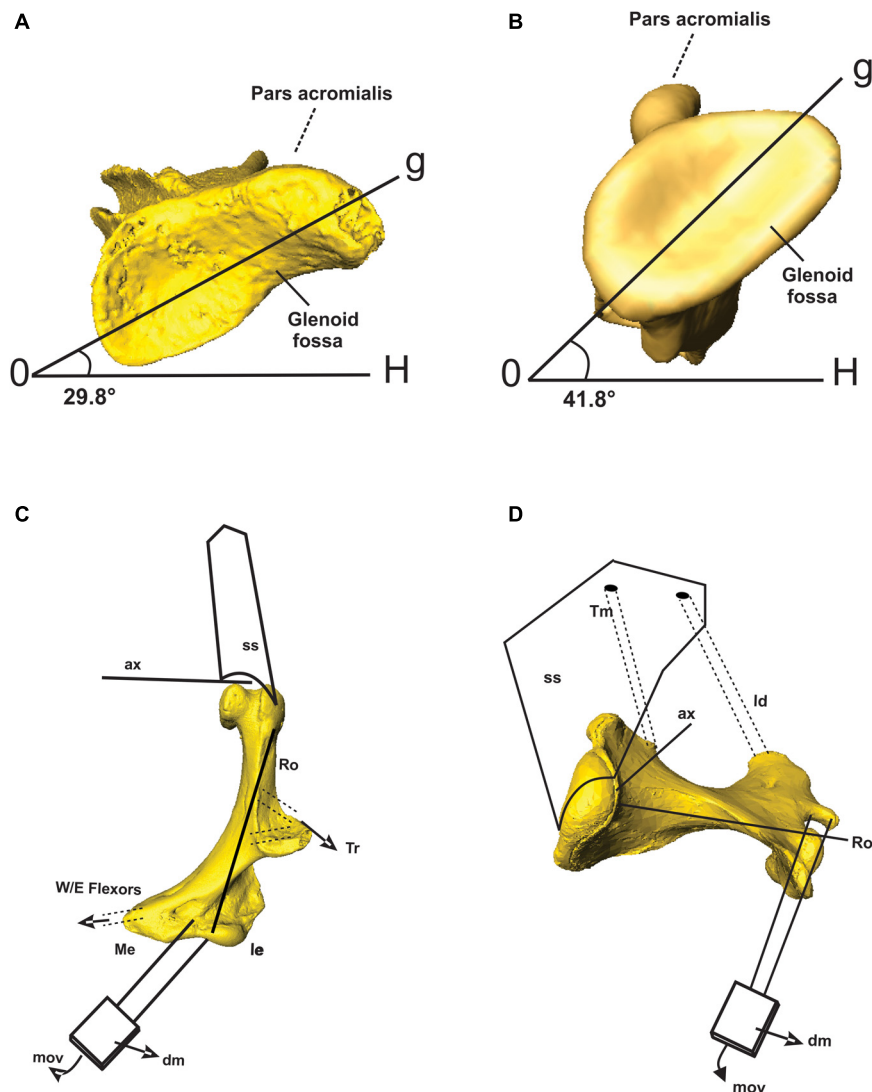 A
Pars acromialis
g
Glenoid
fossa
0
H
29.8°
B
Pars acromialis
g
Glenoid
fossa
0
H
41.8°
C
ss
ax
Ro
Tr
W/E Flexors
Me
le
mov
dm
D
Tm
ss
ld
ax
Ro
dm
mov